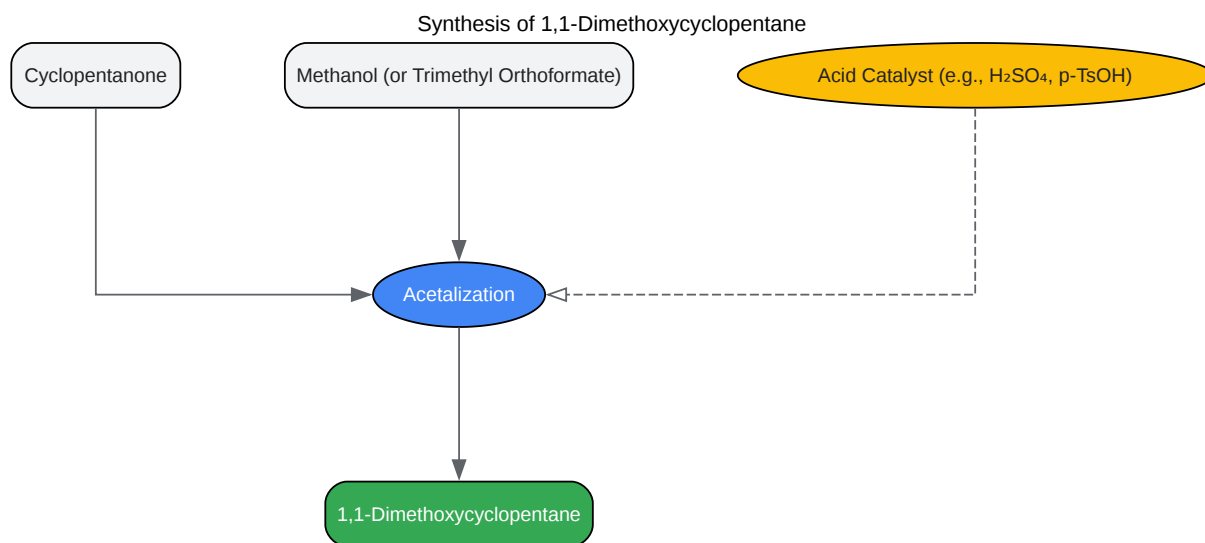 Synthesis of 1,1-Dimethoxycyclopentane
Cyclopentanone
Methanol (or Trimethyl Orthoformate)
Acid Catalyst (e.g., H₂SO₄, p-TsOH)
Acetalization
1,1-Dimethoxycyclopentane